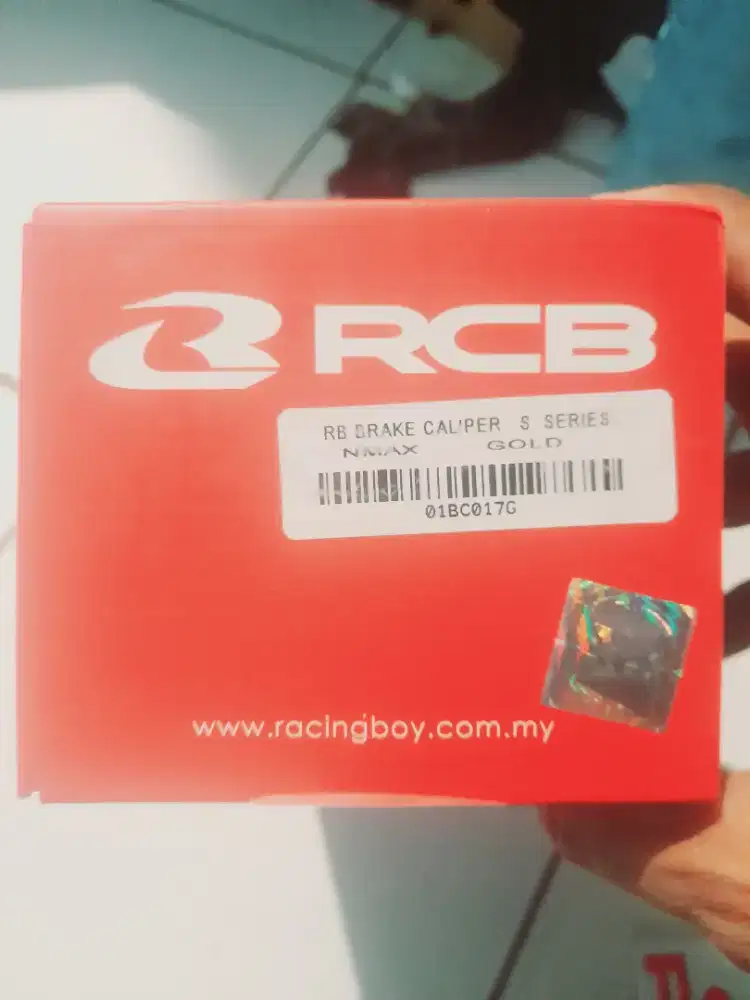 RCB
RB BRAKE CALIPER S SERIES
NMAX GOLD
01BC017G
www.racingboy.com.my